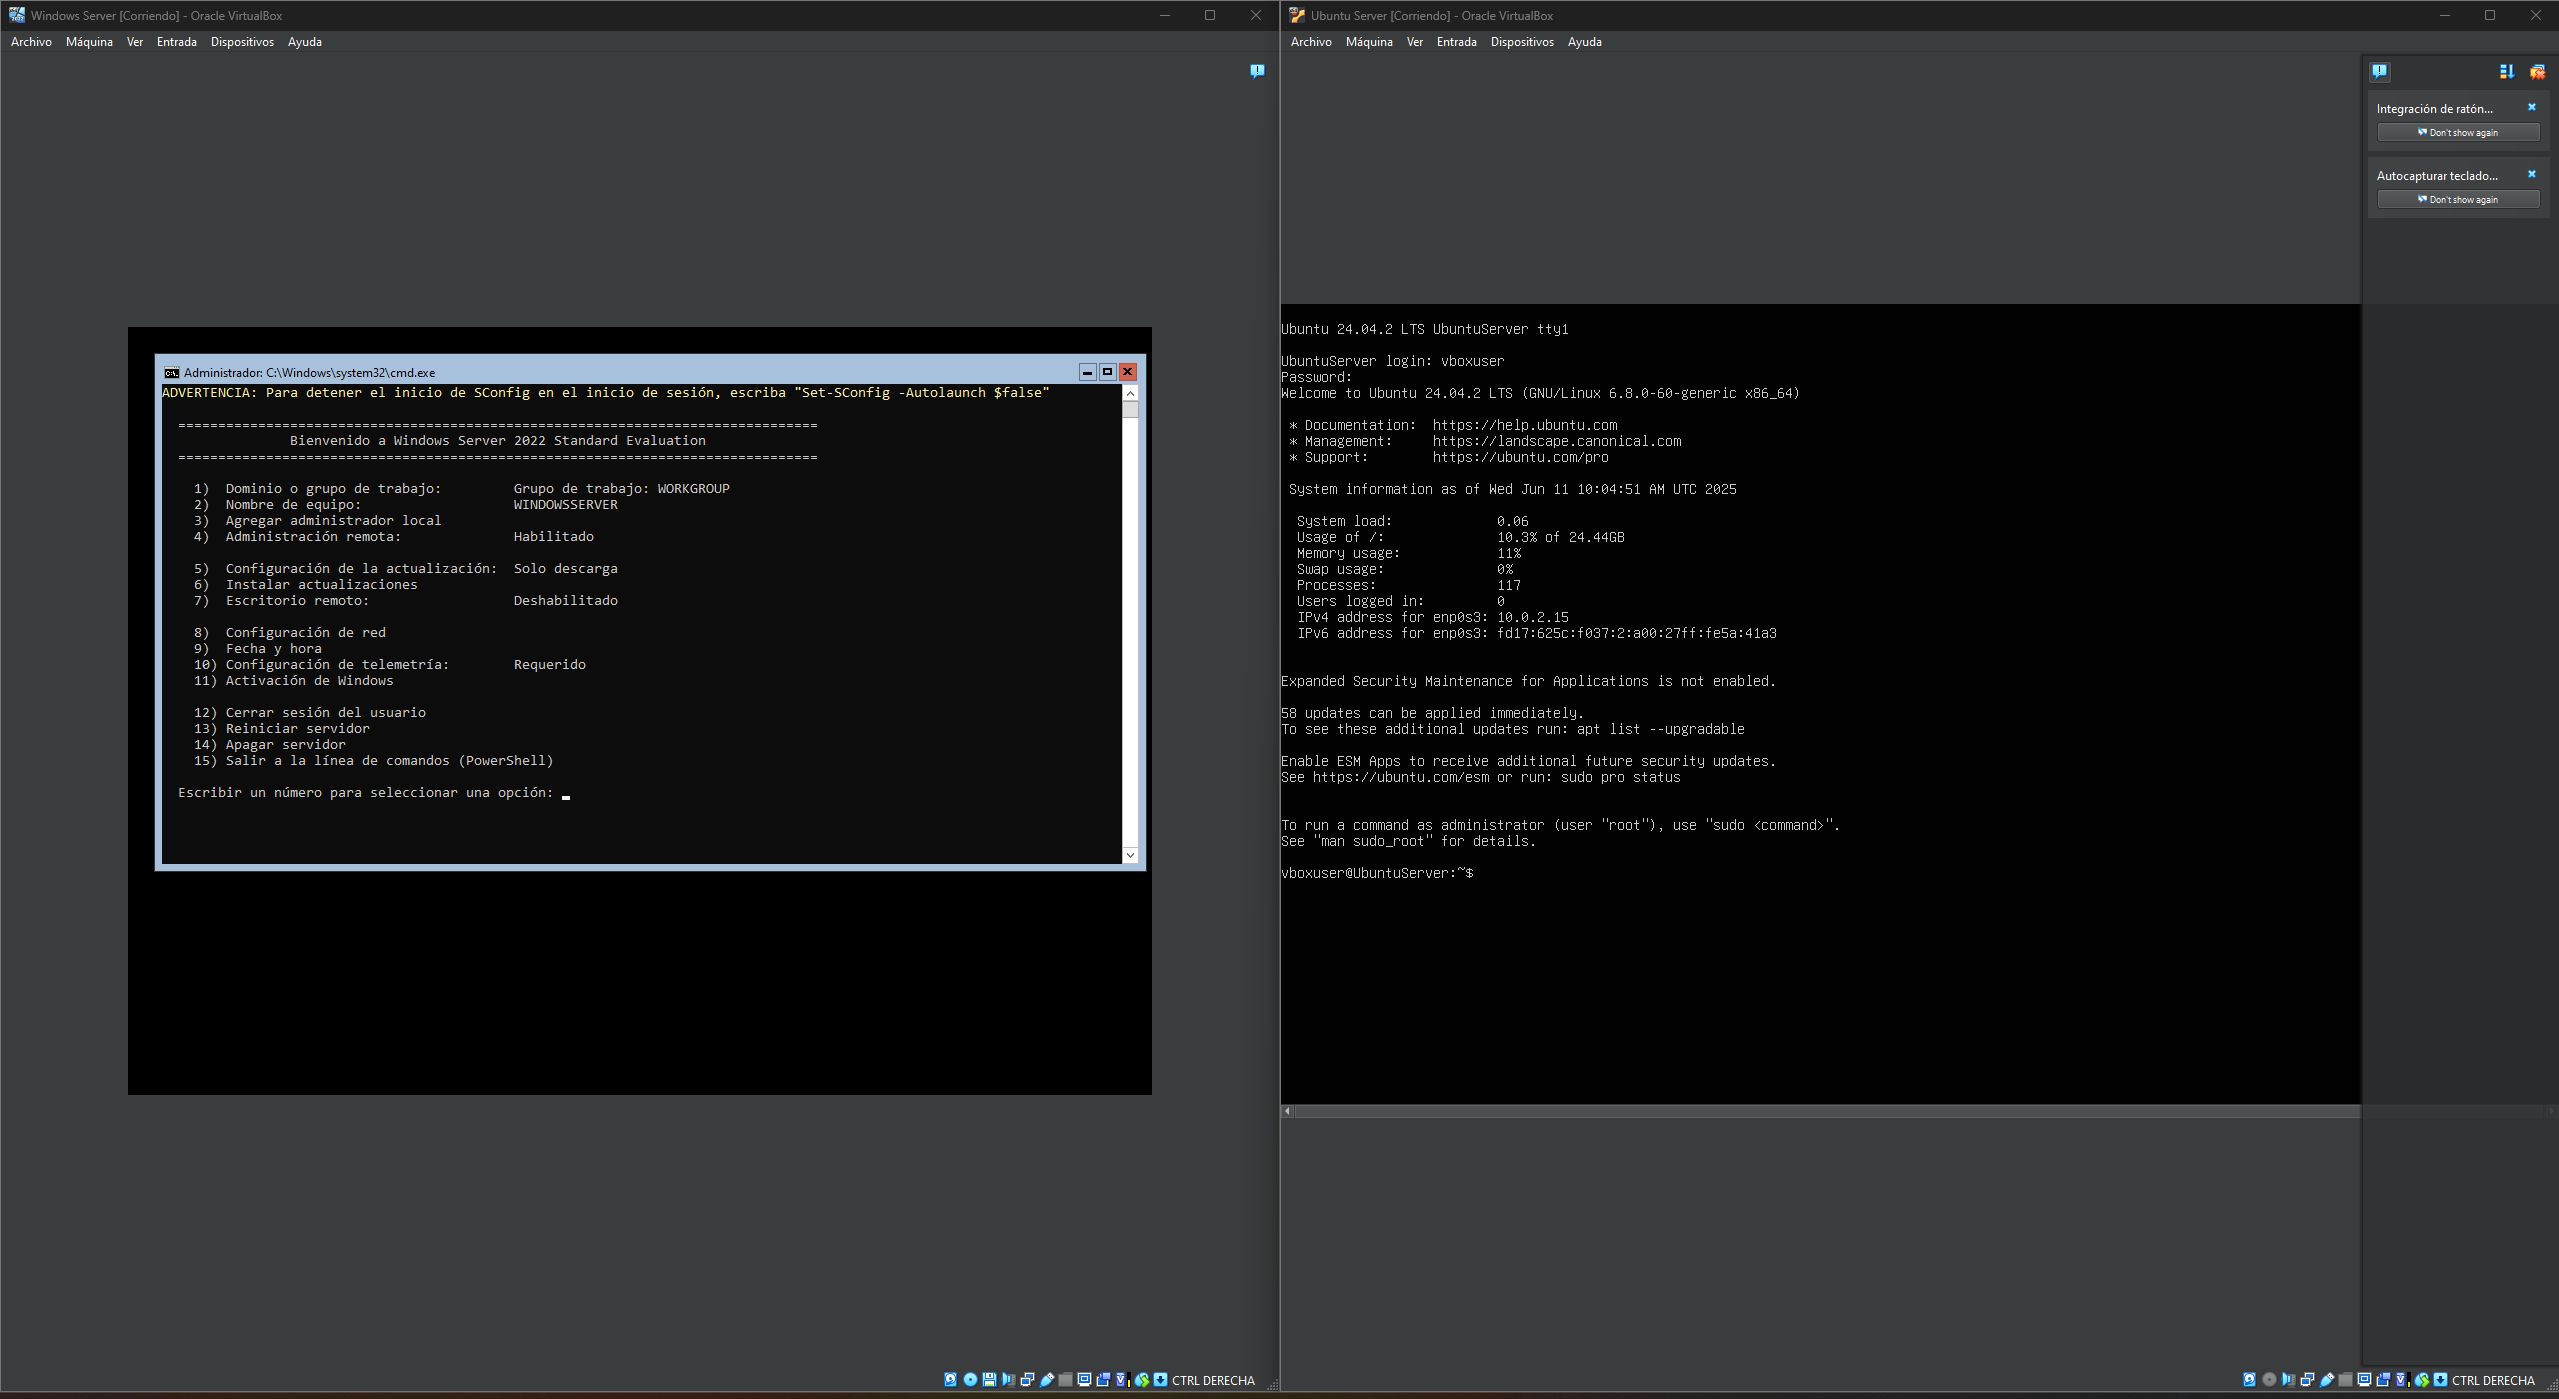 Windows Server [Corriendo] - Oracle VirtualBox
Archivo Máquina Ver Entrada Dispositivos Ayuda
Administrador: C:\Windows\system32\cmd.exe
ADVERTENCIA: Para detener el inicio de SConfig en el inicio de sesión, escriba "Set-SConfig -Autolaunch $false"
================================================================================
Bienvenido a Windows Server 2022 Standard Evaluation
================================================================================
1) Dominio o grupo de trabajo: Grupo de trabajo: WORKGROUP
2) Nombre de equipo: WINDOWSSERVER
3) Agregar administrador local
4) Administración remota: Habilitado
5) Configuración de la actualización: Solo descarga
6) Instalar actualizaciones
7) Escritorio remoto: Deshabilitado
8) Configuración de red
9) Fecha y hora
10) Configuración de telemetría: Requerido
11) Activación de Windows
12) Cerrar sesión del usuario
13) Reiniciar servidor
14) Apagar servidor
15) Salir a la línea de comandos (PowerShell)
Escribir un número para seleccionar una opción:
CTRL DERECHA
Ubuntu Server [Corriendo] - Oracle VirtualBox
Archivo Máquina Ver Entrada Dispositivos Ayuda
Integración de ratón...
Don't show again
Autocapturar teclado...
Don't show again
Ubuntu 24.04.2 LTS UbuntuServer tty1
UbuntuServer login: vboxuser
Password:
Welcome to Ubuntu 24.04.2 LTS (GNU/Linux 6.8.0-60-generic x86_64)
* Documentation: https://help.ubuntu.com
* Management: https://landscape.canonical.com
* Support: https://ubuntu.com/pro
System information as of Wed Jun 11 10:04:51 AM UTC 2025
System load: 0.06
Usage of /: 10.3% of 24.44GB
Memory usage: 11%
Swap usage: 0%
Processes: 117
Users logged in: 0
IPv4 address for enp0s3: 10.0.2.15
IPv6 address for enp0s3: fd17:625c:f037:2:a00:27ff:fe5a:41a3
Expanded Security Maintenance for Applications is not enabled.
58 updates can be applied immediately.
To see these additional updates run: apt list --upgradable
Enable ESM Apps to receive additional future security updates.
See https://ubuntu.com/esm or run: sudo pro status
To run a command as administrator (user "root"), use "sudo <command>".
See "man sudo_root" for details.
vboxuser@UbuntuServer:~$
CTRL DERECHA